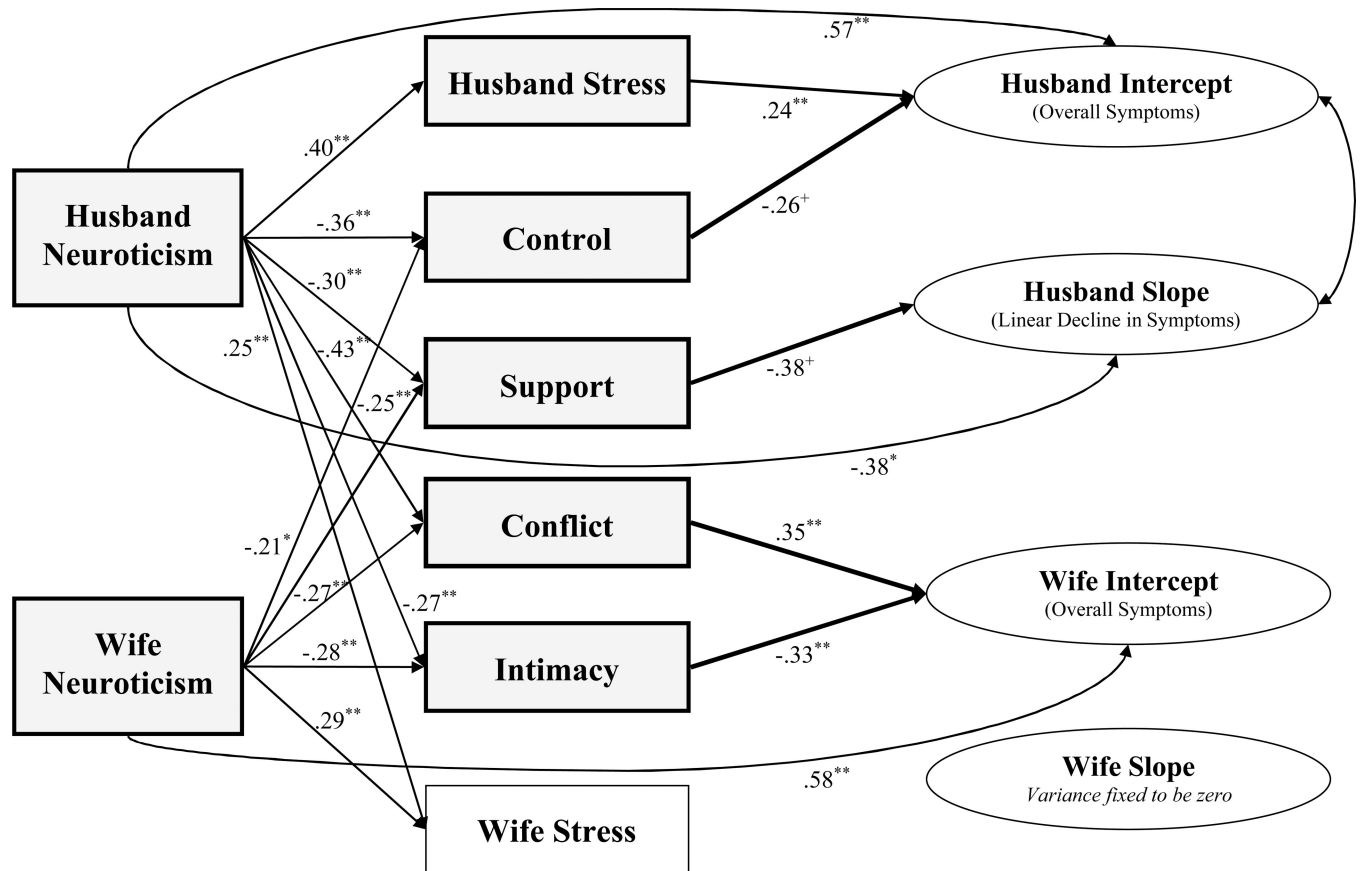 .57**
Husband Stress
.24**
Husband Intercept
(Overall Symptoms)
.40**
Husband
Neuroticism
-.36**
Control
-.26+
-.30**
Husband Slope
(Linear Decline in Symptoms)
.25**
-.43**
Support
-.38+
-.25**
-.38*
Conflict
.35**
-.21*
Wife Intercept
(Overall Symptoms)
-.27**
-.27**
Wife
Neuroticism
-.28**
Intimacy
-.33**
.29**
.58**
Wife Slope
Variance fixed to be zero
Wife Stress